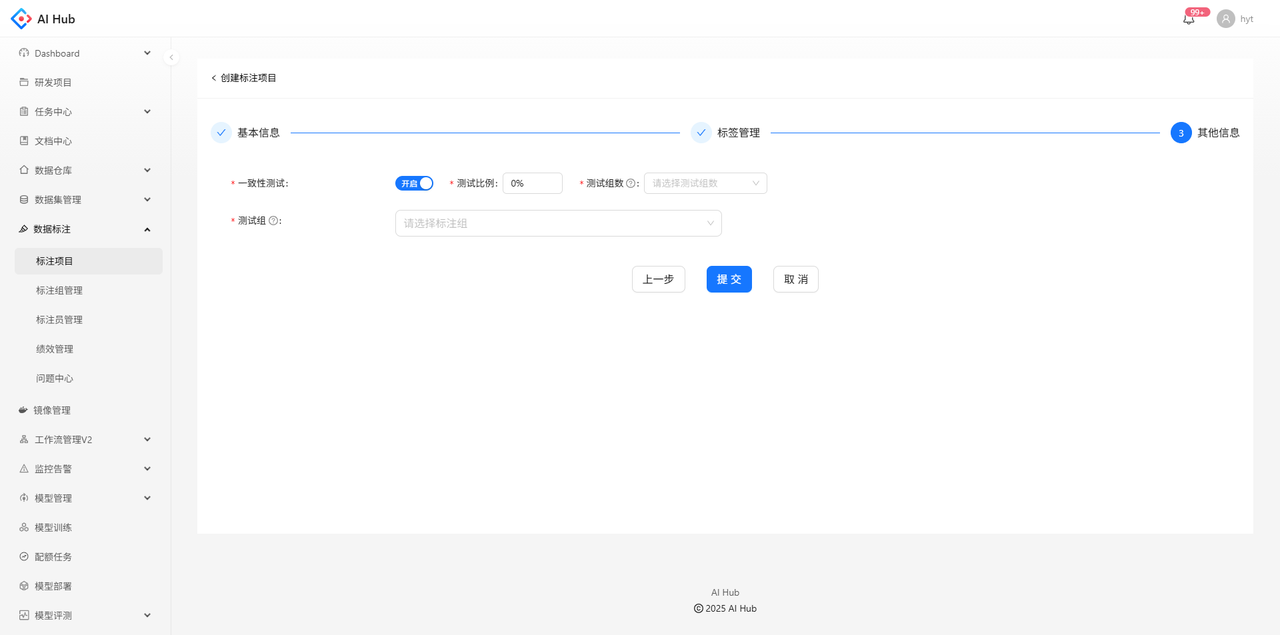 AI Hub
99+
hyt
Dashboard
研发项目
任务中心
文档中心
数据仓库
数据集管理
数据标注
标注项目
标注组管理
标注员管理
绩效管理
问题中心
镜像管理
工作流管理V2
监控告警
模型管理
模型训练
配额任务
模型部署
模型评测
创建标注项目
基本信息
标签管理
3 其他信息
* 一致性测试: 开启 * 测试比例: 0% * 测试组数: 请选择测试组数
* 测试组: 请选择标注组
上一步 提 交 取 消
AI Hub
© 2025 AI Hub